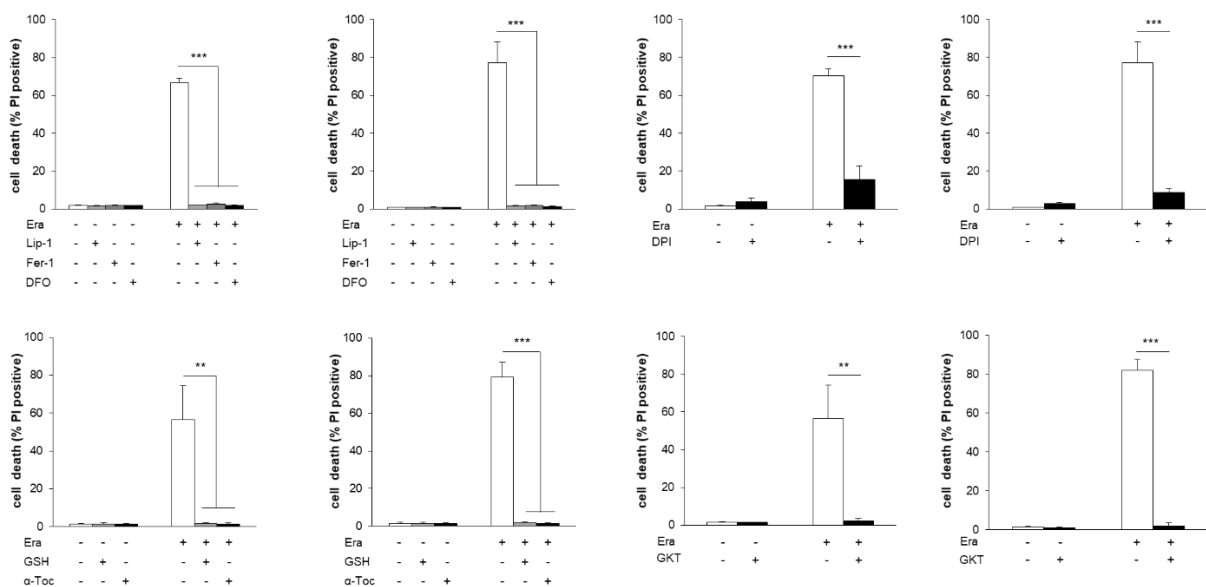 100
80
60
40
20
0
cell death (% PI positive)
***
Era - - - - + + + +
Lip-1 - + - - - + - -
Fer-1 - - + - - - + -
DFO - - - + - - - +
100
80
60
40
20
0
cell death (% PI positive)
***
Era - - - - + + + +
Lip-1 - + - - - + - -
Fer-1 - - + - - - + -
DFO - - - + - - - +
100
80
60
40
20
0
cell death (% PI positive)
***
Era - - + +
DPI - + - +
100
80
60
40
20
0
cell death (% PI positive)
***
Era - - + +
DPI - + - +
100
80
60
40
20
0
cell death (% PI positive)
**
Era - - - + + +
GSH - + - - + -
α-Toc - - + - - +
100
80
60
40
20
0
cell death (% PI positive)
***
Era - - - + + +
GSH - + - - + -
α-Toc - - + - - +
100
80
60
40
20
0
cell death (% PI positive)
**
Era - - + +
GKT - + - +
100
80
60
40
20
0
cell death (% PI positive)
***
Era - - + +
GKT - + - +